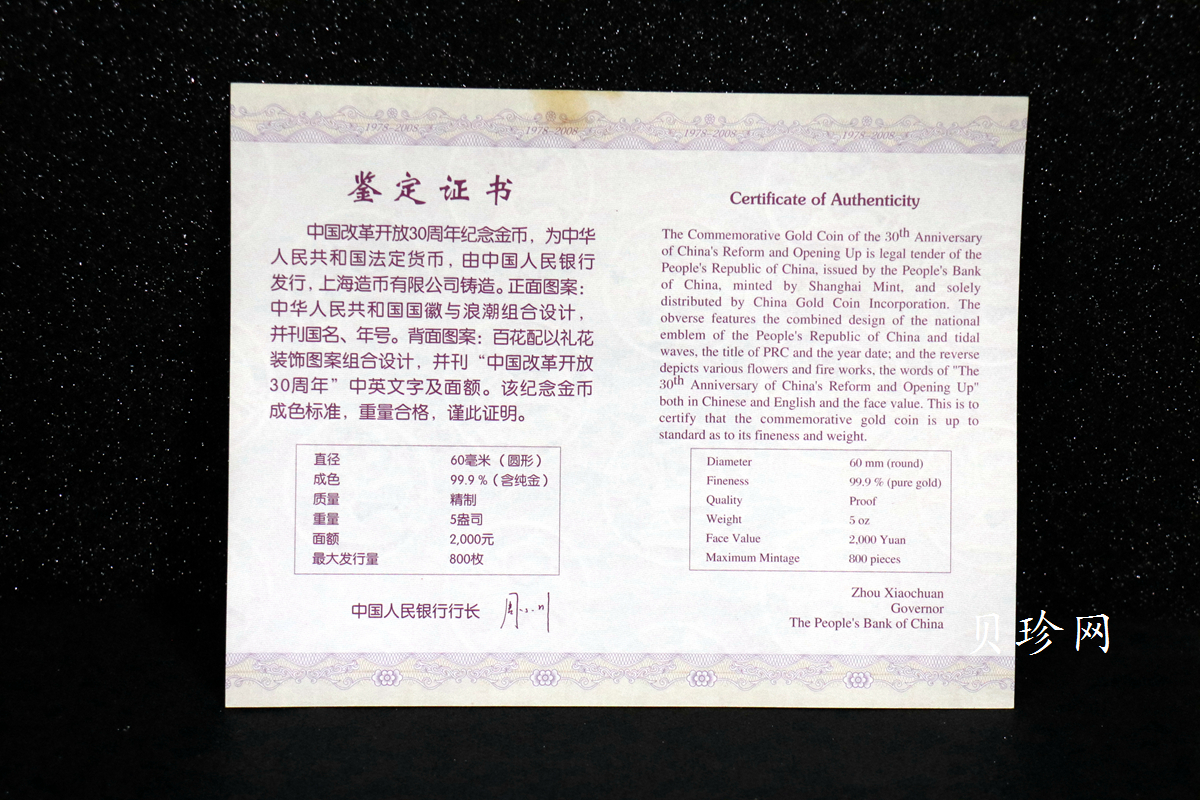 1978-2008 1978-2008 1978-2008 1978-2008
鉴定证书
中国改革开放30周年纪念金币，为中华
人民共和国法定货币，由中国人民银行
发行，上海造币有限公司铸造。正面图案：
中华人民共和国国徽与浪潮组合设计，
并刊国名、年号。背面图案：百花配以礼花
装饰图案组合设计，并刊“中国改革开放
30周年”中英文字及面额。该纪念金币
成色标准，重量合格，谨此证明。
直径 60毫米（圆形）
成色 99.9％（含纯金）
质量 精制
重量 5盎司
面额 2,000元
最大发行量 800枚
中国人民银行行长
Certificate of Authenticity
The Commemorative Gold Coin of the 30th Anniversary
of China's Reform and Opening Up is legal tender of the
People's Republic of China, issued by the People's Bank
of China, minted by Shanghai Mint, and solely
distributed by China Gold Coin Incorporation. The
obverse features the combined design of the national
emblem of the People's Republic of China and tidal
waves, the title of PRC and the year date; and the reverse
depicts various flowers and fire works, the words of "The
30th Anniversary of China's Reform and Opening Up"
both in Chinese and English and the face value. This is to
certify that the commemorative gold coin is up to
standard as to its fineness and weight.
Diameter 60 mm (round)
Fineness 99.9 % (pure gold)
Quality Proof
Weight 5 oz
Face Value 2,000 Yuan
Maximum Mintage 800 pieces
Zhou Xiaochuan
Governor
The People's Bank of China
贝珍网